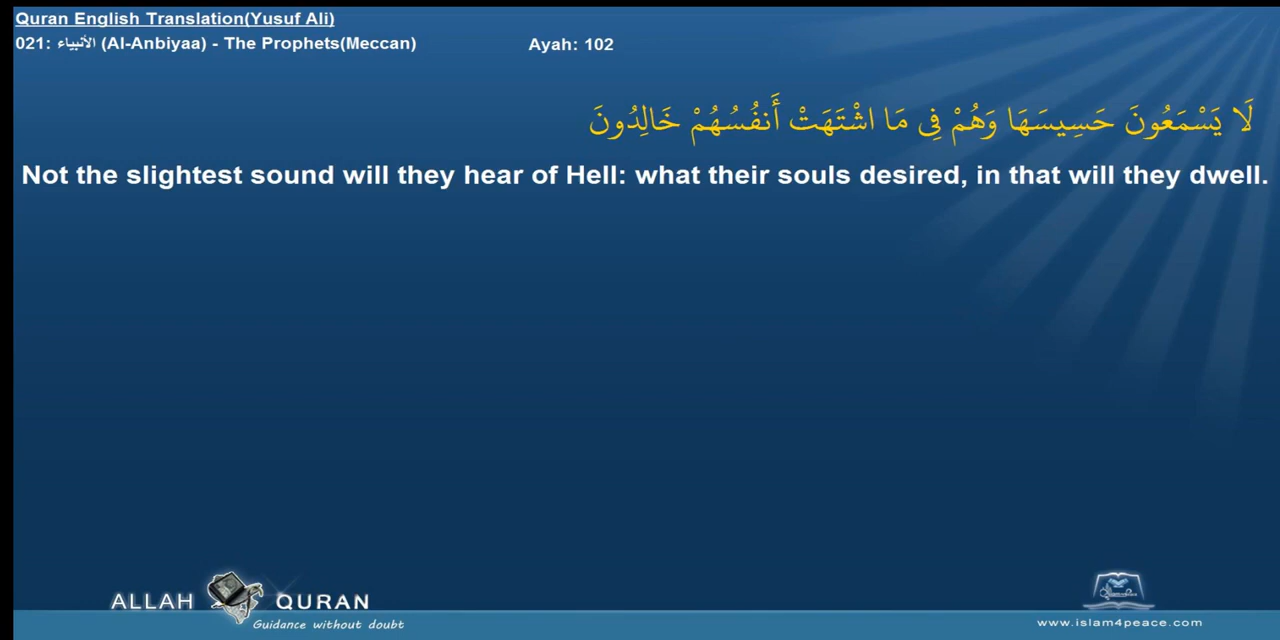 Quran English Translation(Yusuf Ali)
021: الأنبياء (Al-Anbiyaa) - The Prophets(Meccan) Ayah: 102
لَا يَسْمَعُونَ حَسِيسَهَا وَهُمْ فِى مَا اشْتَهَتْ أَنفُسُهُمْ خَالِدُونَ
Not the slightest sound will they hear of Hell: what their souls desired, in that will they dwell.
ALLAH QURAN
Guidance without doubt
www.islam4peace.com